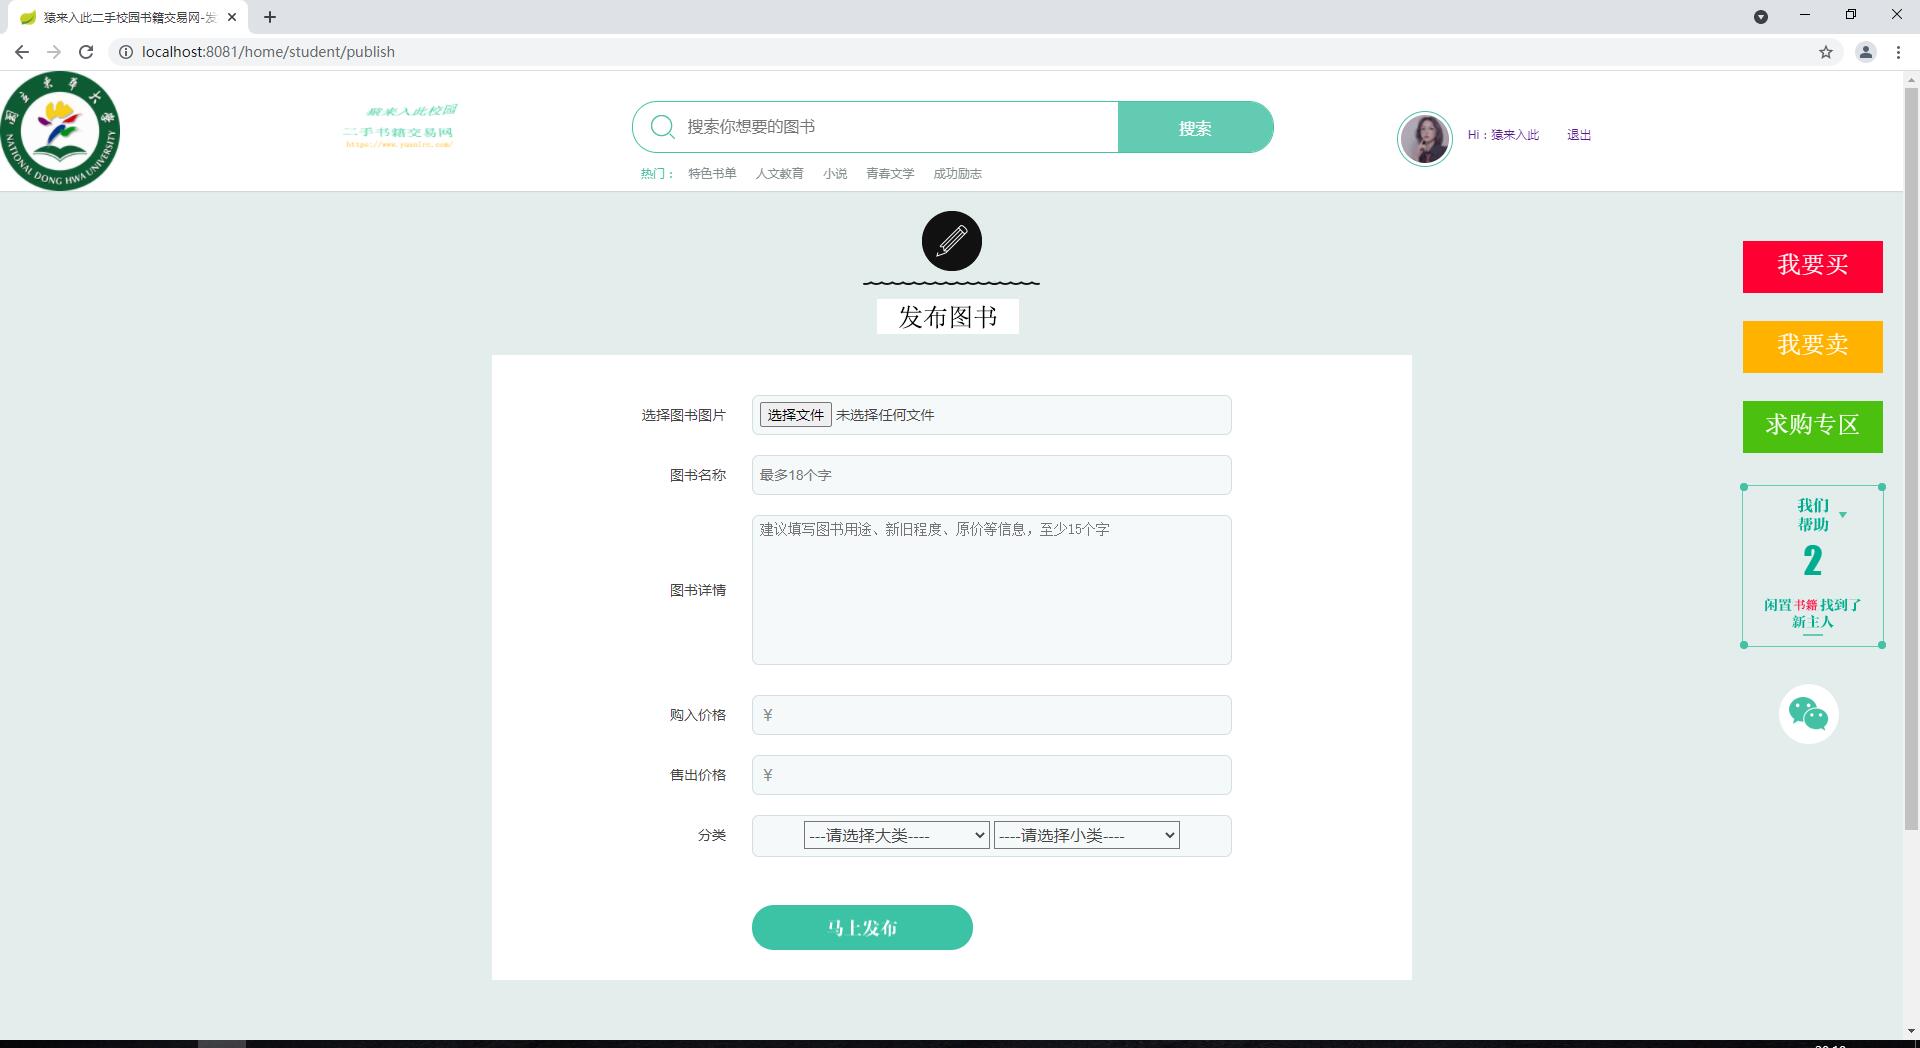 猿来入此二手校园书籍交易网-发
localhost:8081/home/student/publish
國立東華大學
NATIONAL DONG HWA UNIVERSITY
猿来入此校园
二手书籍交易网
https://www.yuanlrc.com/
搜索你想要的图书
搜索
Hi：猿来入此
退出
热门：
特色书单
人文教育
小说
青春文学
成功励志
发布图书
我要买
我要卖
求购专区
我们
帮助
2
闲置书籍找到了
新主人
选择图书图片
选择文件 未选择任何文件
图书名称
最多18个字
图书详情
建议填写图书用途、新旧程度、原价等信息，至少15个字
购入价格
¥
售出价格
¥
分类
---请选择大类----
----请选择小类----
马上发布